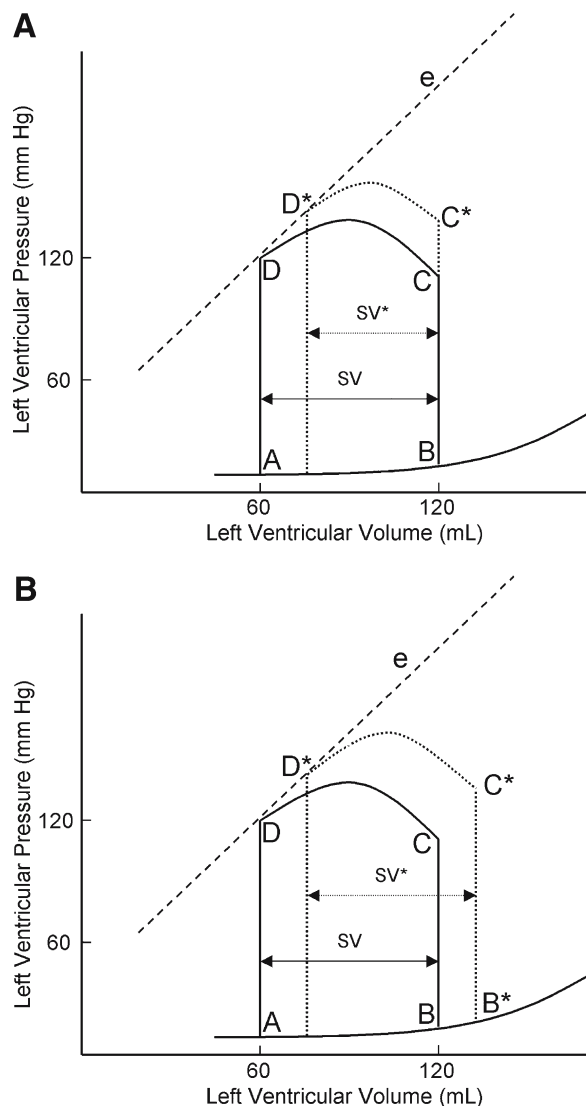 A
Left Ventricular Pressure (mm Hg)
e
D*
C*
120
D
C
SV*
60
SV
B
A
60
120
Left Ventricular Volume (mL)
B
Left Ventricular Pressure (mm Hg)
e
D*
C*
120
D
C
SV*
60
SV
B*
B
A
60
120
Left Ventricular Volume (mL)